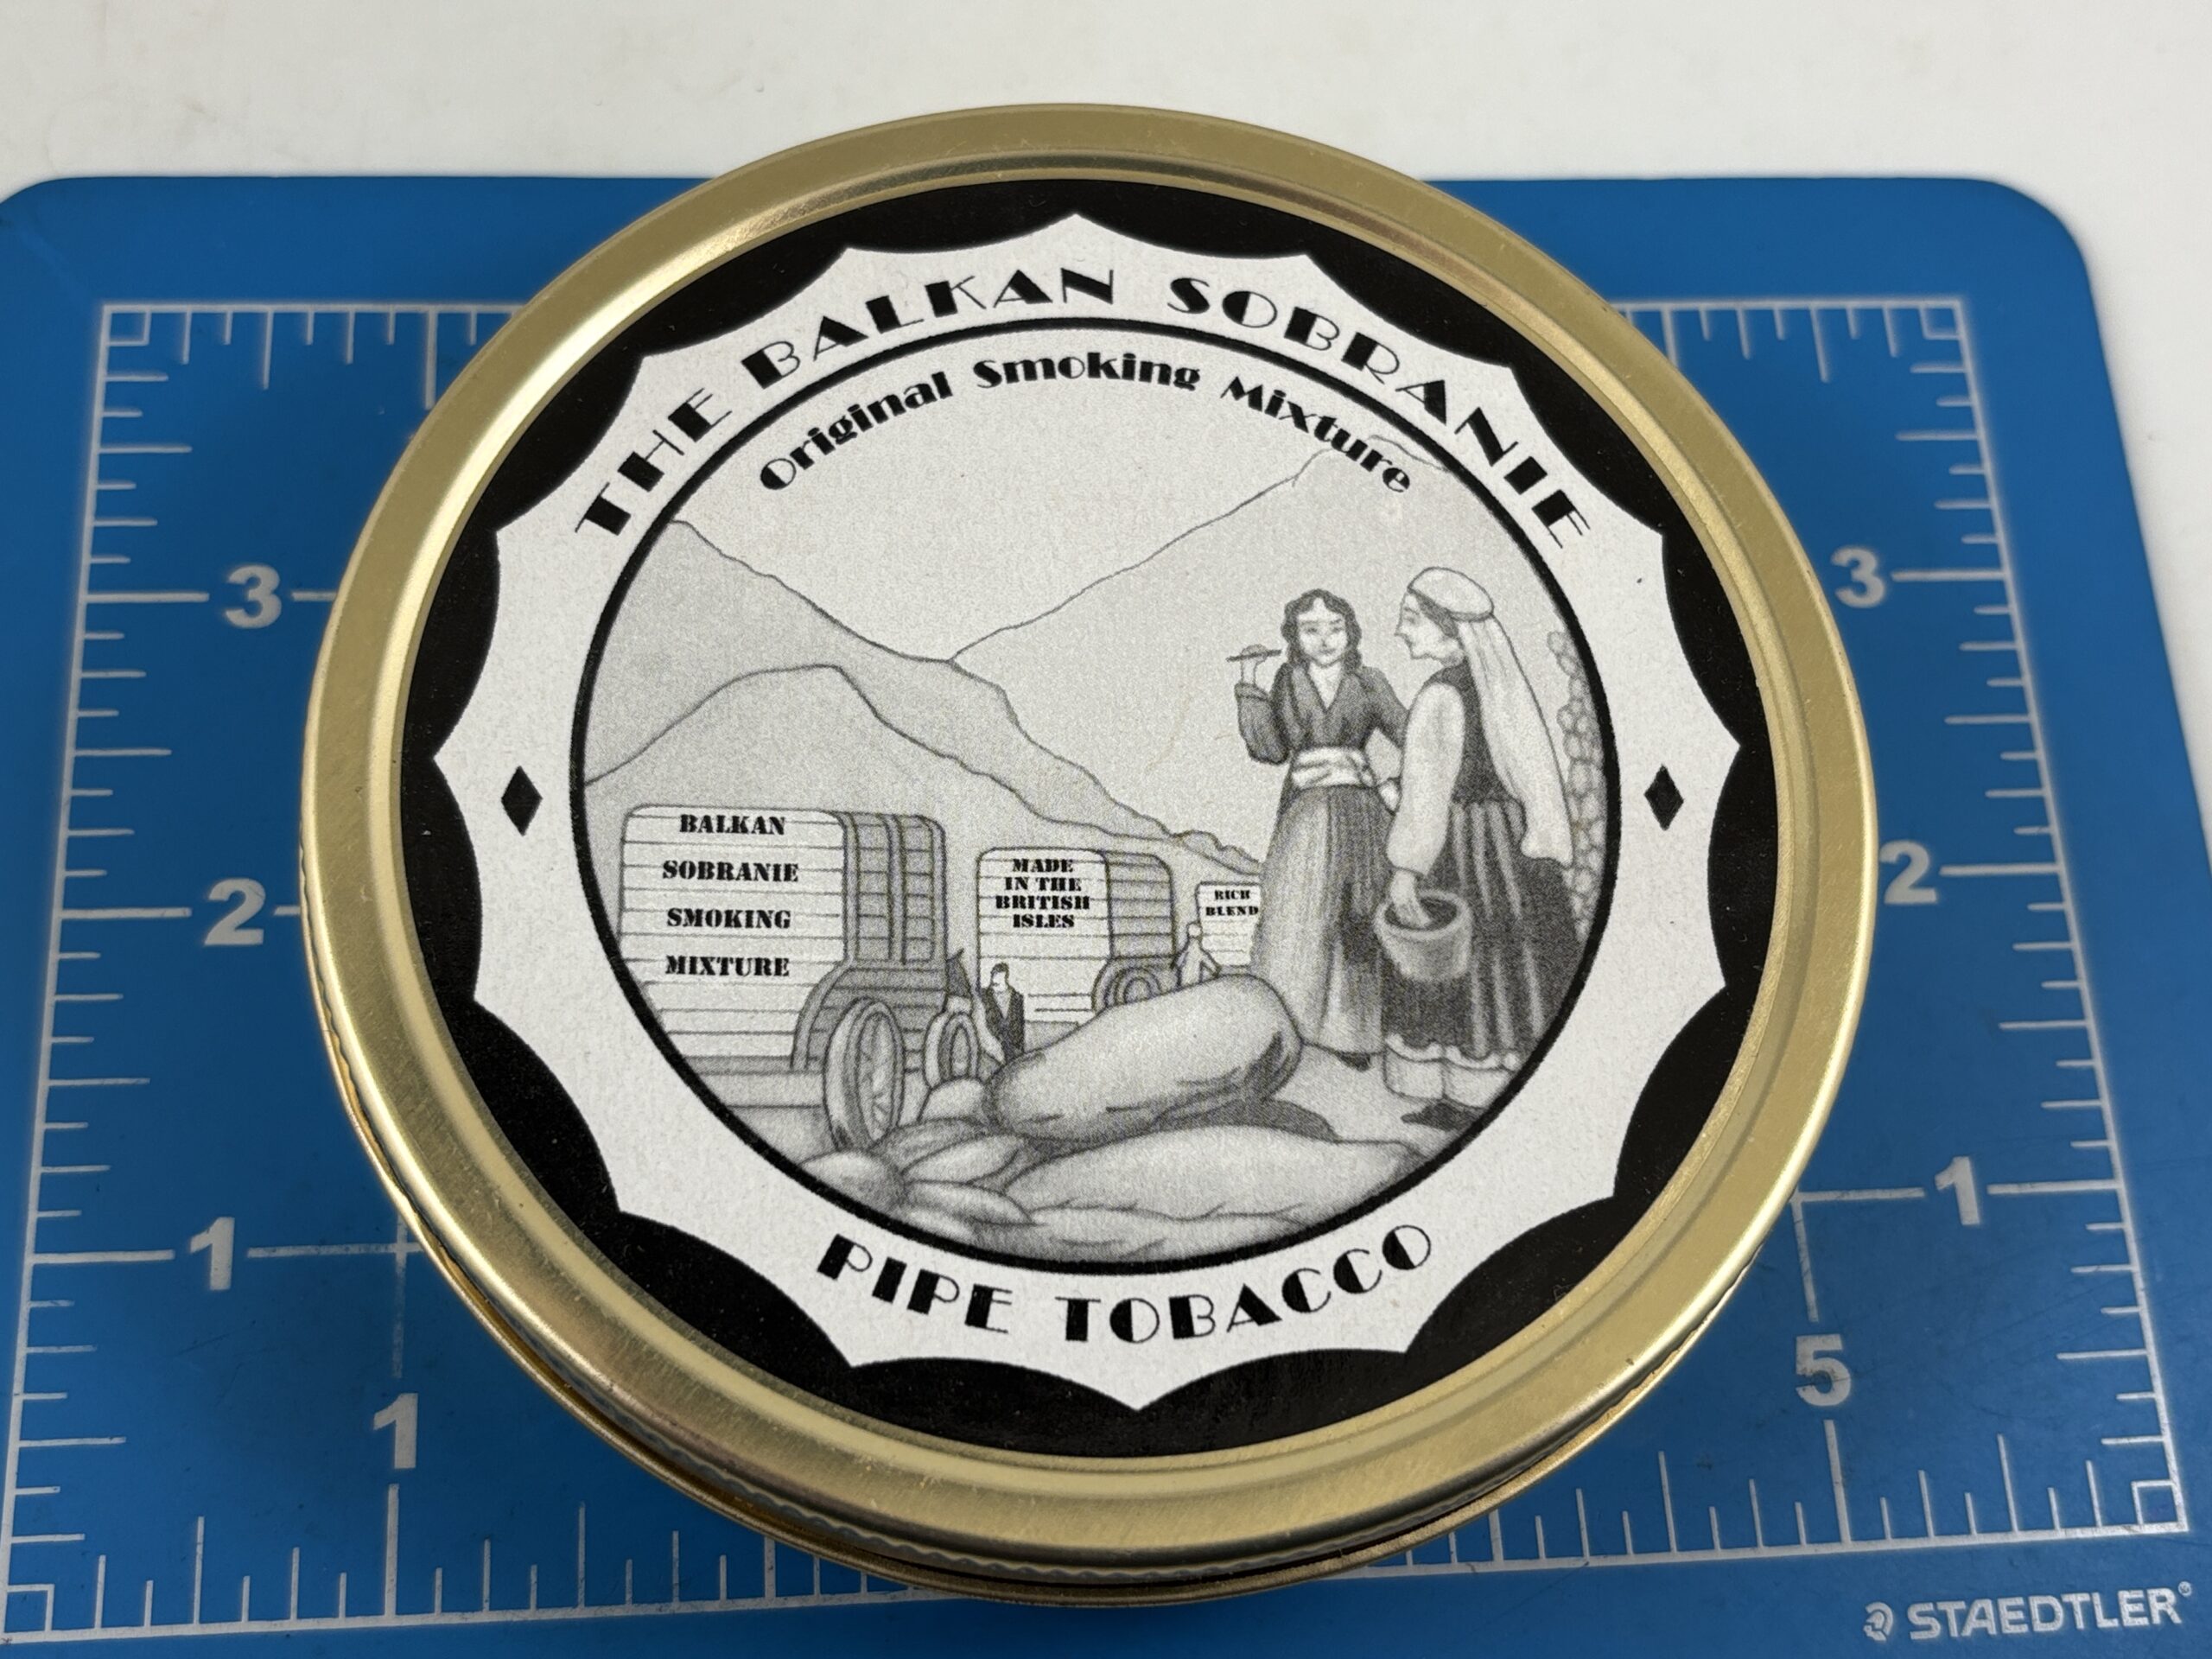 THE BALKAN SOBRANIE
Original Smoking Mixture
BALKAN
SOBRANIE
SMOKING
MIXTURE
MADE
IN THE
BRITISH
ISLES
RICH
BLEND
PIPE TOBACCO
3
3
2
2
1
1
1
5
STAEDTLER®